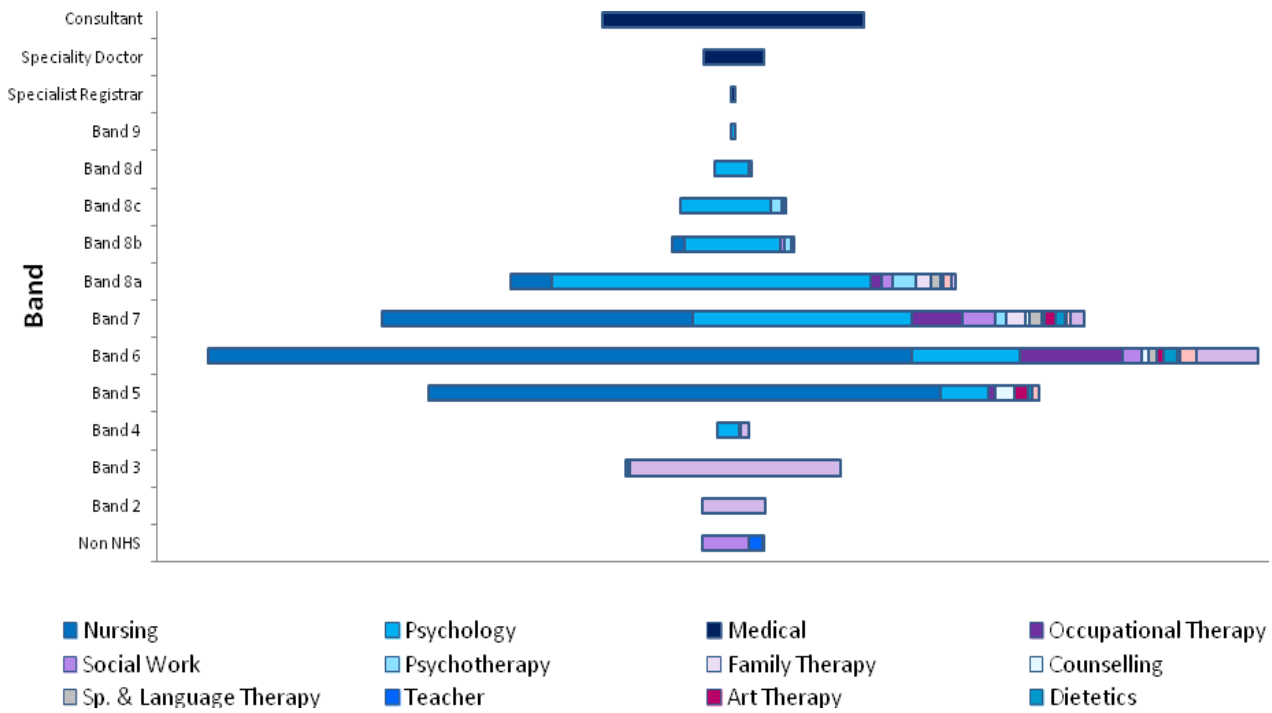 Consultant
Speciality Doctor
Specialist Registrar
Band 9
Band 8d
Band 8c
Band 8b
Band 8a
Band 7
Band 6
Band 5
Band 4
Band 3
Band 2
Non NHS
Band
Nursing Psychology Medical Occupational Therapy
Social Work Psychotherapy Family Therapy Counselling
Sp. & Language Therapy Teacher Art Therapy Dietetics